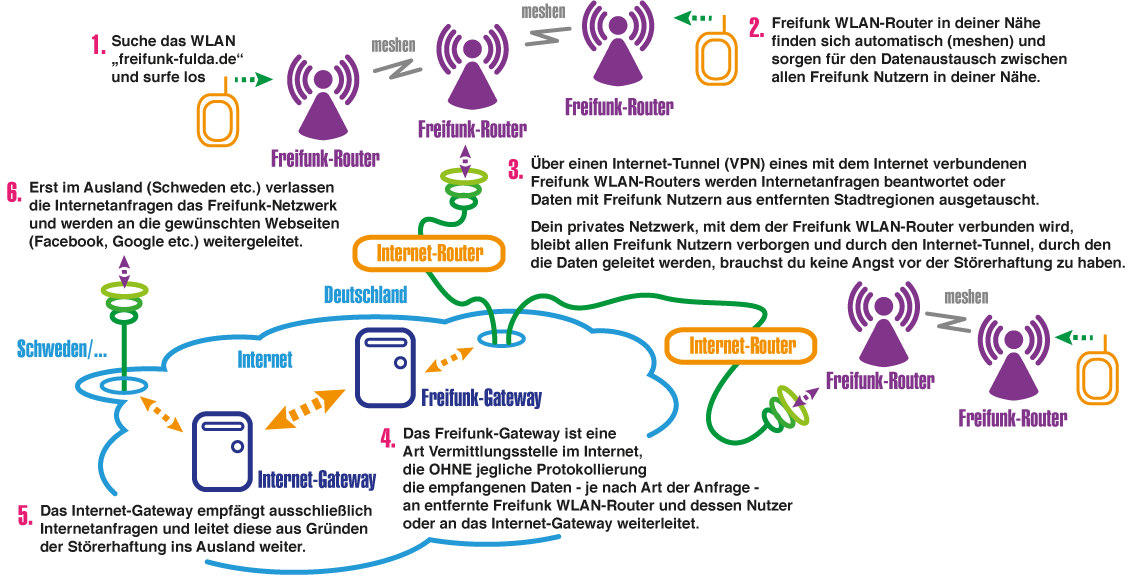 1. Suche das WLAN
„freifunk-fulda.de“
und surfe los
meshen
meshen
2. Freifunk WLAN-Router in deiner Nähe
finden sich automatisch (meshen) und
sorgen für den Datenaustausch zwischen
allen Freifunk Nutzern in deiner Nähe.
Freifunk-Router
Freifunk-Router
Freifunk-Router
3. Über einen Internet-Tunnel (VPN) eines mit dem Internet verbundenen
Freifunk WLAN-Routers werden Internetanfragen beantwortet oder
Daten mit Freifunk Nutzern aus entfernten Stadtregionen ausgetauscht.
Dein privates Netzwerk, mit dem der Freifunk WLAN-Router verbunden wird,
bleibt allen Freifunk Nutzern verborgen und durch den Internet-Tunnel, durch den
die Daten geleitet werden, brauchst du keine Angst vor der Störerhaftung zu haben.
6. Erst im Ausland (Schweden etc.) verlassen
die Internetanfragen das Freifunk-Netzwerk
und werden an die gewünschten Webseiten
(Facebook, Google etc.) weitergeleitet.
Internet-Router
Deutschland
meshen
Schweden/...
Internet
Internet-Router
Freifunk-Router
Freifunk-Router
Freifunk-Gateway
Internet-Gateway
4. Das Freifunk-Gateway ist eine
Art Vermittlungsstelle im Internet,
die OHNE jegliche Protokollierung
die empfangenen Daten - je nach Art der Anfrage -
an entfernte Freifunk WLAN-Router und dessen Nutzer
oder an das Internet-Gateway weiterleitet.
5. Das Internet-Gateway empfängt ausschließlich
Internetanfragen und leitet diese aus Gründen
der Störerhaftung ins Ausland weiter.